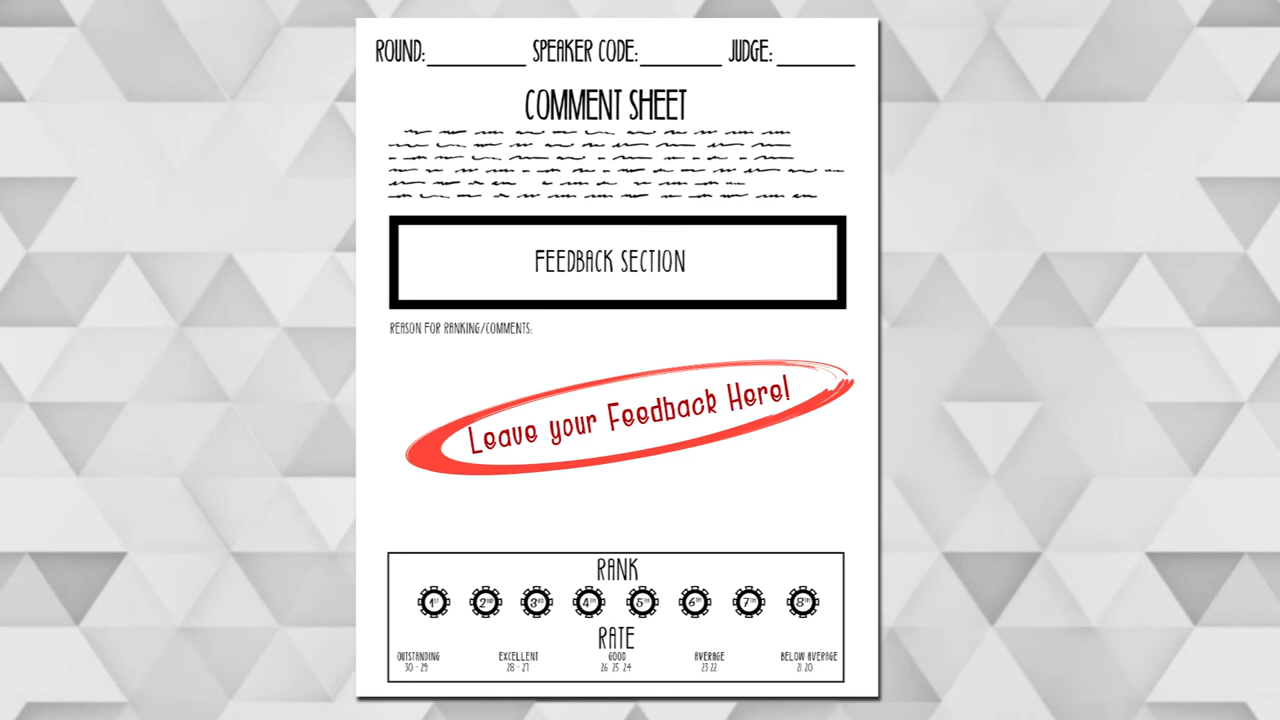 ROUND: SPEAKER CODE: JUDGE:
COMMENT SHEET
FEEDBACK SECTION
REASON FOR RANKING/COMMENTS:
Leave your Feedback Here!
RANK
1ST 2ND 3RD 4TH 5TH 6TH 7TH 8TH
RATE
OUTSTANDING EXCELLENT GOOD AVERAGE BELOW AVERAGE
30 - 29 28 - 27 26 25 24 23 22 21 20